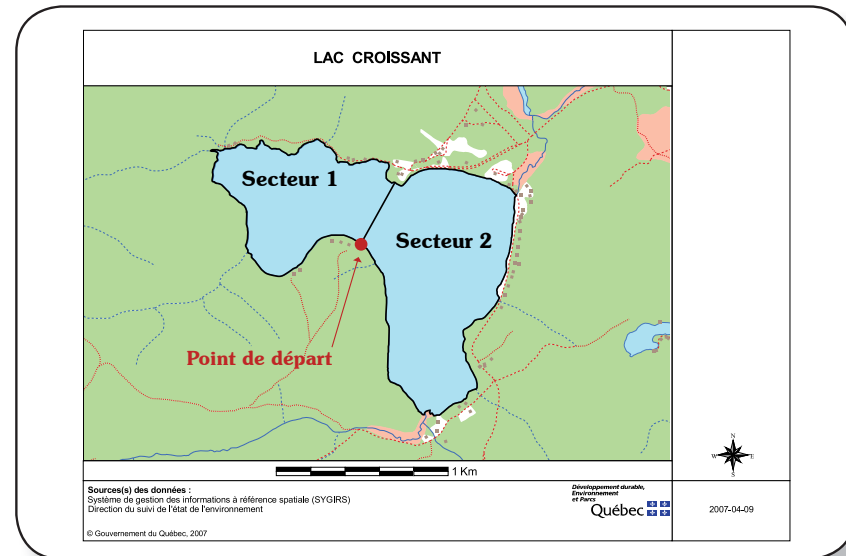 LAC CROISSANT
Secteur 1
Secteur 2
Point de départ
1 Km
N
W E
S
Sources(s) des données :
Système de gestion des informations à référence spatiale (SYGIRS)
Direction du suivi de l'état de l'environnement
© Gouvernement du Québec, 2007
Développement durable,
Environnement
et Parcs
Québec
2007-04-09